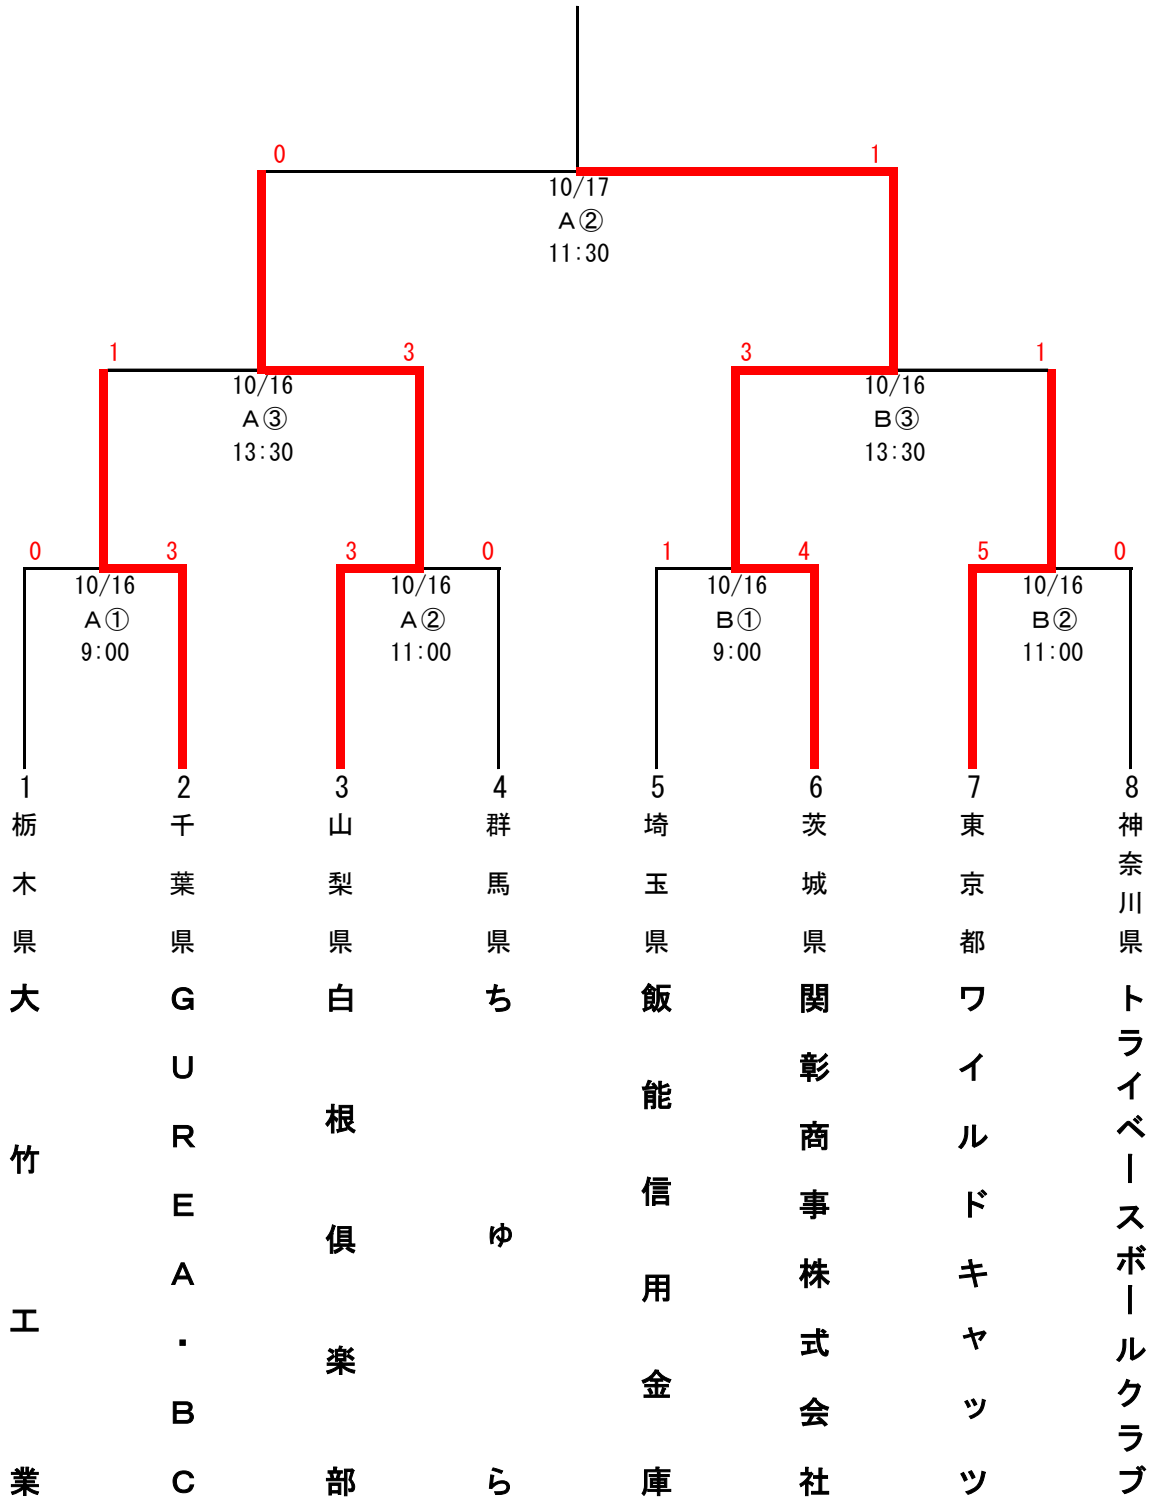 0 1
10/17
A②
11:30
1 3 3 1
10/16 10/16
A③ B③
13:30 13:30
0 3 3 0 1 4 5 0
10/16 10/16 10/16 10/16
A① A② B① B②
9:00 11:00 9:00 11:00
1 2 3 4 5 6 7 8
栃木県
千葉県
山梨県
群馬県
埼玉県
茨城県
東京都
神奈川県
大竹工業
GUREA・BC
白根倶楽部
ちゅら
飯能信用金庫
関彰商事株式会社
ワイルドキャッツ
トライベースボールクラブ